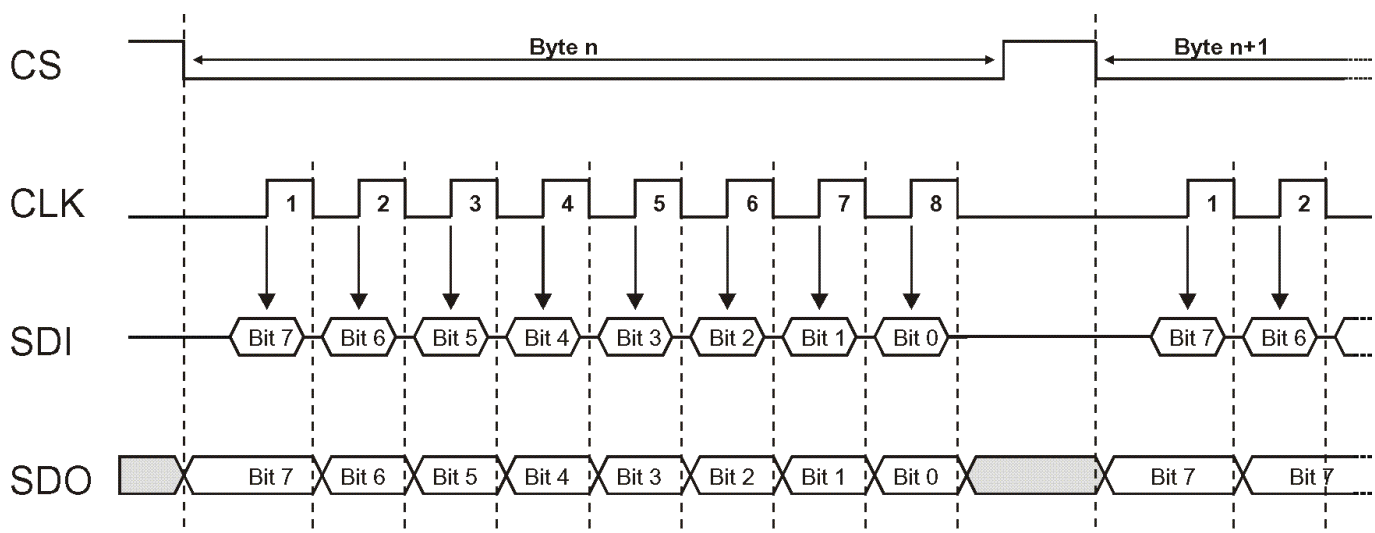 CS Byte n Byte n+1
CLK 1 2 3 4 5 6 7 8 1 2
SDI Bit 7 Bit 6 Bit 5 Bit 4 Bit 3 Bit 2 Bit 1 Bit 0 Bit 7 Bit 6
SDO Bit 7 Bit 6 Bit 5 Bit 4 Bit 3 Bit 2 Bit 1 Bit 0 Bit 7 Bit 7